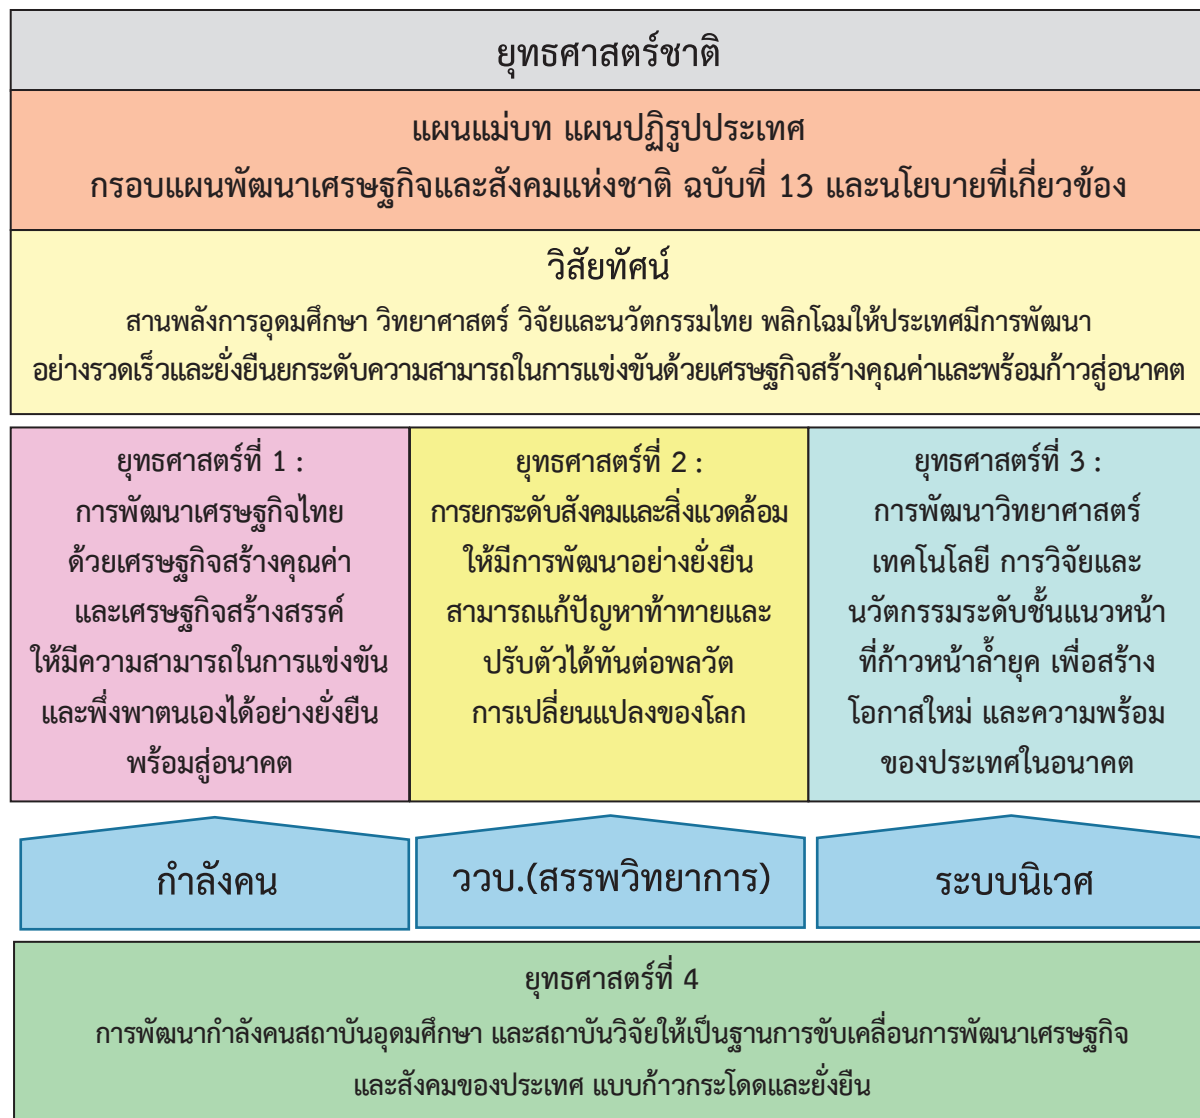 ยุทธศาสตร์ชาติ
แผนแม่บท แผนปฏิรูปประเทศ
กรอบแผนพัฒนาเศรษฐกิจและสังคมแห่งชาติ ฉบับที่ 13 และนโยบายที่เกี่ยวข้อง
วิสัยทัศน์
สานพลังการอุดมศึกษา วิทยาศาสตร์ วิจัยและนวัตกรรมไทย พลิกโฉมให้ประเทศมีการพัฒนา
อย่างรวดเร็วและยั่งยืนยกระดับความสามารถในการแข่งขันด้วยเศรษฐกิจสร้างคุณค่าและพร้อมก้าวสู่อนาคต
ยุทธศาสตร์ที่ 1 :
การพัฒนาเศรษฐกิจไทย
ด้วยเศรษฐกิจสร้างคุณค่า
และเศรษฐกิจสร้างสรรค์
ให้มีความสามารถในการแข่งขัน
และพึ่งพาตนเองได้อย่างยั่งยืน
พร้อมสู่อนาคต
ยุทธศาสตร์ที่ 2 :
การยกระดับสังคมและสิ่งแวดล้อม
ให้มีการพัฒนาอย่างยั่งยืน
สามารถแก้ปัญหาท้าทายและ
ปรับตัวได้ทันต่อพลวัต
การเปลี่ยนแปลงของโลก
ยุทธศาสตร์ที่ 3 :
การพัฒนาวิทยาศาสตร์
เทคโนโลยี การวิจัยและ
นวัตกรรมระดับชั้นแนวหน้า
ที่ก้าวหน้าล้ำยุค เพื่อสร้าง
โอกาสใหม่ และความพร้อม
ของประเทศในอนาคต
กำลังคน
ววน.(สรรพวิทยาการ)
ระบบนิเวศ
ยุทธศาสตร์ที่ 4
การพัฒนากำลังคนสถาบันอุดมศึกษา และสถาบันวิจัยให้เป็นฐานการขับเคลื่อนการพัฒนาเศรษฐกิจ
และสังคมของประเทศ แบบก้าวกระโดดและยั่งยืน